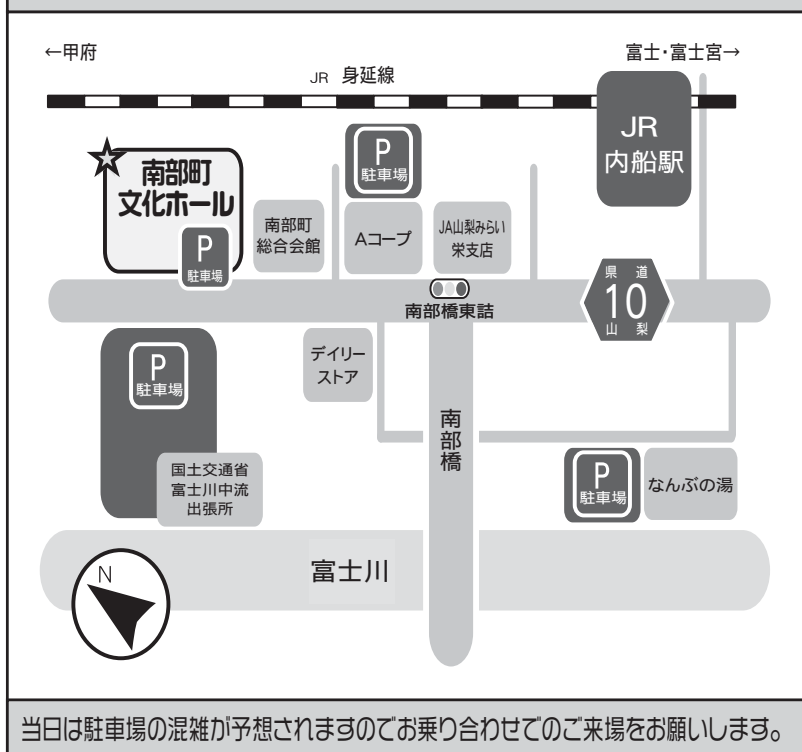 ←甲府
富士・富士宮→
JR 身延線
JR
内船駅
P
駐車場
南部町
文化ホール
P
駐車場
南部町
総合会館
Aコープ
JA山梨みらい
栄支店
県道
10
山梨
南部橋東詰
P
駐車場
デイリー
ストア
南部橋
国土交通省
富士川中流
出張所
P
駐車場
なんぶの湯
富士川
N
当日は駐車場の混雑が予想されますのでお乗り合わせでのご来場をお願いします。